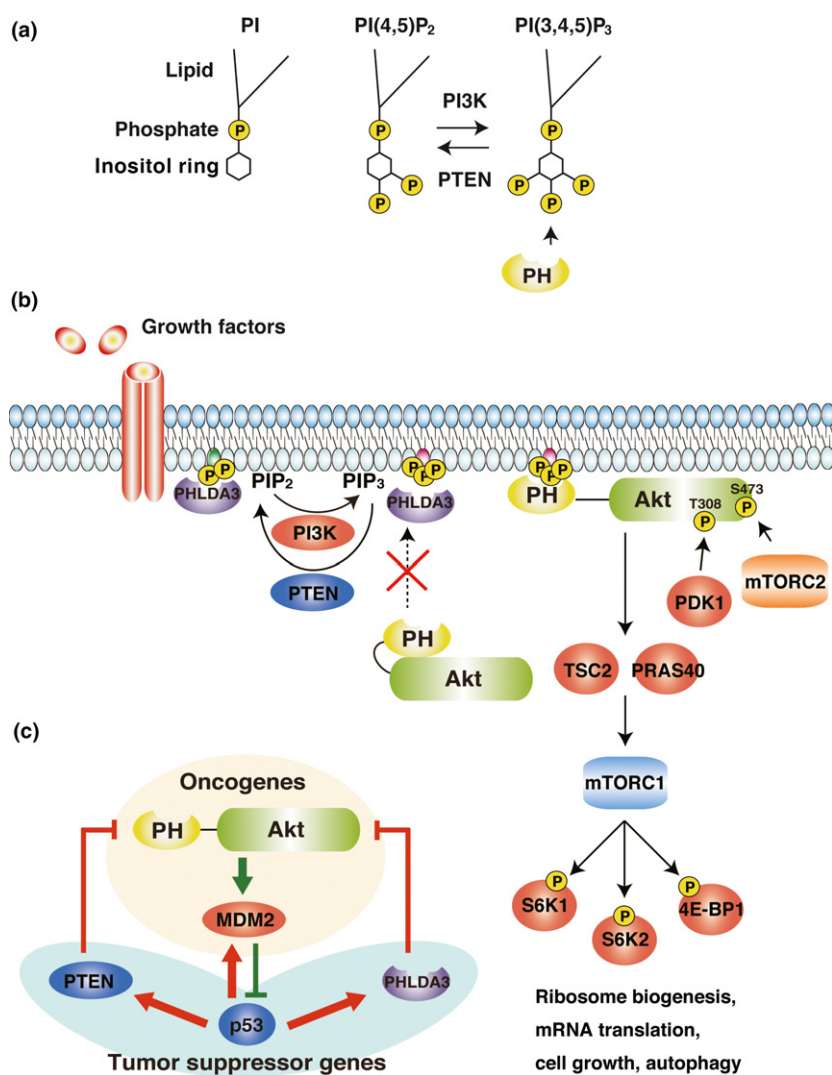 (a)
PI
PI(4,5)P2
PI(3,4,5)P3
Lipid
PI3K
Phosphate
P
P
P
Inositol ring
PTEN
P
P
P
P
P
PH
(b)
Growth factors
P
P
PHLDA3
PIP2
PIP3
P
P
P
PHLDA3
P
P
P
PH
Akt
S473
T308
P
P
PI3K
PTEN
PDK1
mTORC2
PH
Akt
TSC2
PRAS40
mTORC1
P
P
P
S6K1
S6K2
4E-BP1
Ribosome biogenesis,
mRNA translation,
cell growth, autophagy
(c)
Oncogenes
PH
Akt
MDM2
PTEN
PHLDA3
p53
Tumor suppressor genes